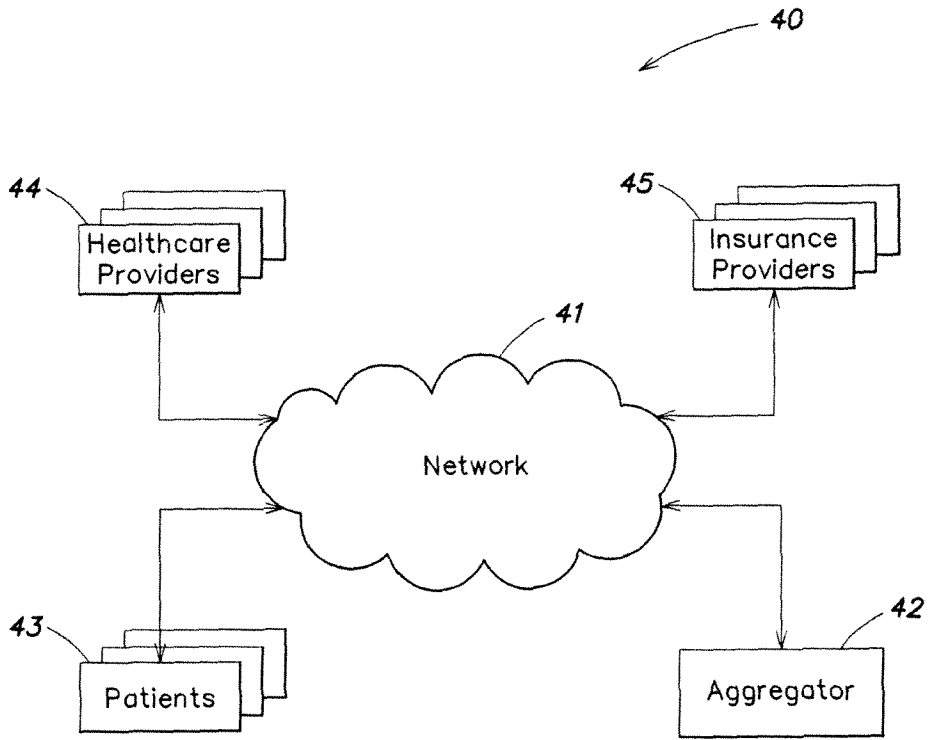 40
44
Healthcare
Providers
45
Insurance
Providers
41
Network
43
Patients
42
Aggregator